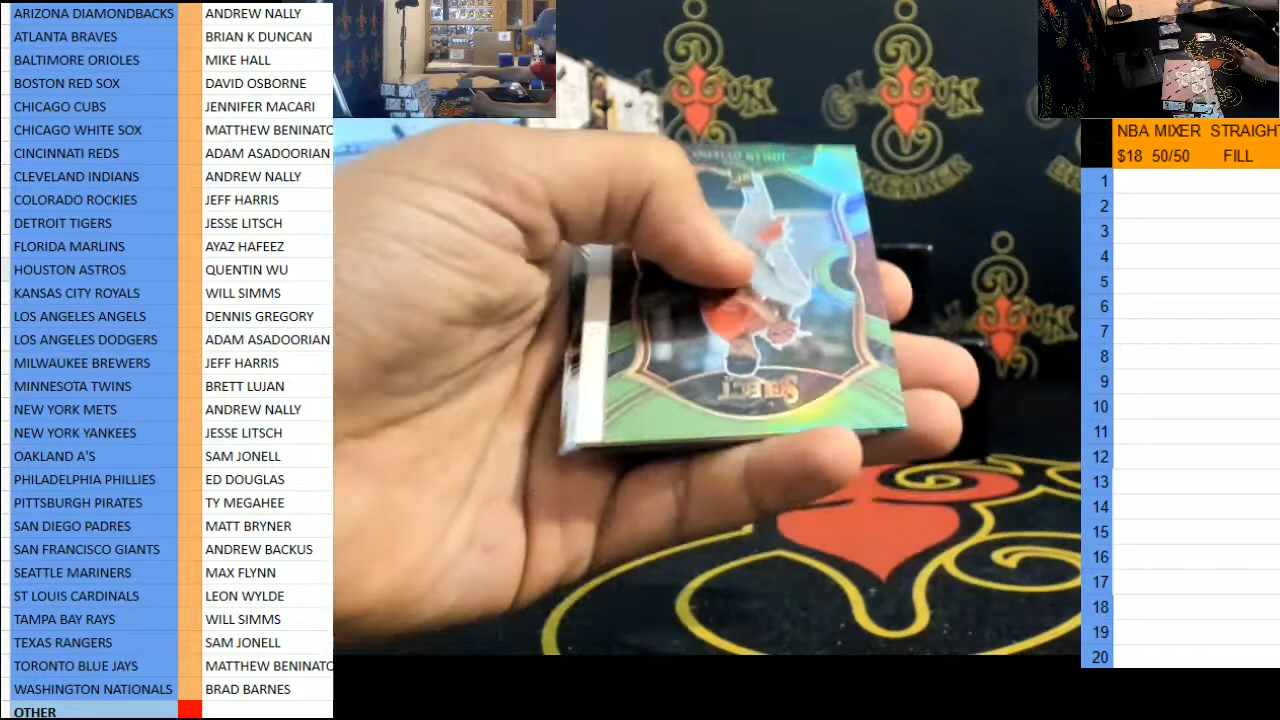 ARIZONA DIAMONDBACKS ANDREW NALLY
ATLANTA BRAVES BRIAN K DUNCAN
BALTIMORE ORIOLES MIKE HALL
BOSTON RED SOX DAVID OSBORNE
CHICAGO CUBS JENNIFER MACARI
CHICAGO WHITE SOX MATTHEW BENINATO
CINCINNATI REDS ADAM ASADOORIAN
CLEVELAND INDIANS ANDREW NALLY
COLORADO ROCKIES JEFF HARRIS
DETROIT TIGERS JESSE LITSCH
FLORIDA MARLINS AYAZ HAFEEZ
HOUSTON ASTROS QUENTIN WU
KANSAS CITY ROYALS WILL SIMMS
LOS ANGELES ANGELS DENNIS GREGORY
LOS ANGELES DODGERS ADAM ASADOORIAN
MILWAUKEE BREWERS JEFF HARRIS
MINNESOTA TWINS BRETT LUJAN
NEW YORK METS ANDREW NALLY
NEW YORK YANKEES JESSE LITSCH
OAKLAND A'S SAM JONELL
PHILADELPHIA PHILLIES ED DOUGLAS
PITTSBURGH PIRATES TY MEGAHEE
SAN DIEGO PADRES MATT BRYNER
SAN FRANCISCO GIANTS ANDREW BACKUS
SEATTLE MARINERS MAX FLYNN
ST LOUIS CARDINALS LEON WYLDE
TAMPA BAY RAYS WILL SIMMS
TEXAS RANGERS SAM JONELL
TORONTO BLUE JAYS MATTHEW BENINATO
WASHINGTON NATIONALS BRAD BARNES
OTHER
SELECT
BREAKER
NBA MIXER STRAIGHT
$18 50/50 FILL
1
2
3
4
5
6
7
8
9
10
11
12
13
14
15
16
17
18
19
20